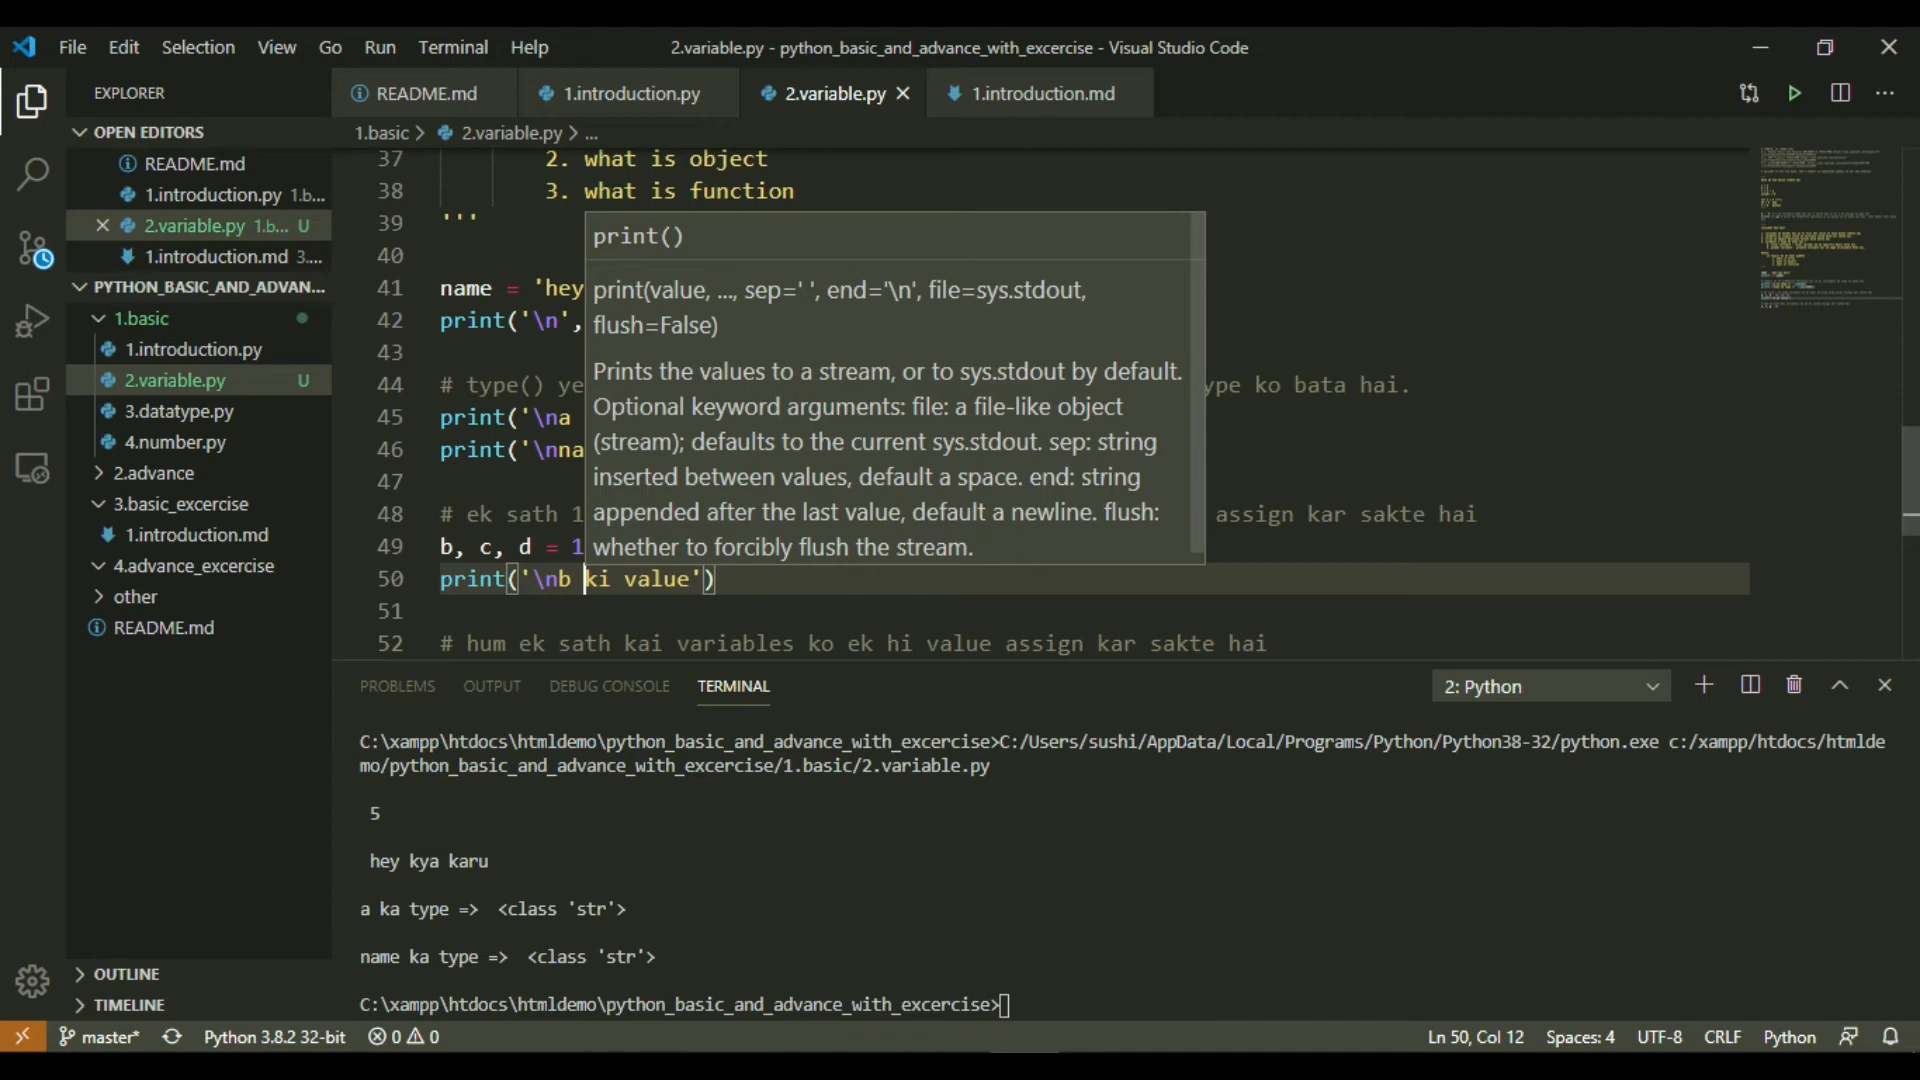 File Edit Selection View Go Run Terminal Help 2.variable.py - python_basic_and_advance_with_excercise - Visual Studio Code
EXPLORER
README.md 1.introduction.py 2.variable.py 1.introduction.md
OPEN EDITORS
README.md
1.introduction.py 1.b...
2.variable.py 1.b... U
1.introduction.md 3....
PYTHON_BASIC_AND_ADVAN...
1.basic
1.introduction.py
2.variable.py U
3.datatype.py
4.number.py
2.advance
3.basic_excercise
1.introduction.md
4.advance_excercise
other
README.md
OUTLINE
TIMELINE
1.basic > 2.variable.py > ...
37 2. what is object
38 3. what is function
39 '''
40
41 name = 'hey
42 print('\n',
43
44 # type() ye ype ko bata hai.
45 print('\na
46 print('\nna
47
48 # ek sath 1 assign kar sakte hai
49 b, c, d = 1
50 print('\nb ki value')
51
52 # hum ek sath kai variables ko ek hi value assign kar sakte hai
print()
print(value, ..., sep=' ', end='\n', file=sys.stdout,
flush=False)
Prints the values to a stream, or to sys.stdout by default.
Optional keyword arguments: file: a file-like object
(stream); defaults to the current sys.stdout. sep: string
inserted between values, default a space. end: string
appended after the last value, default a newline. flush:
whether to forcibly flush the stream.
PROBLEMS OUTPUT DEBUG CONSOLE TERMINAL 2: Python
C:\xampp\htdocs\htmldemo\python_basic_and_advance_with_excercise>C:/Users/sushi/AppData/Local/Programs/Python/Python38-32/python.exe c:/xampp/htdocs/htmlde
mo/python_basic_and_advance_with_excercise/1.basic/2.variable.py
5
hey kya karu
a ka type => <class 'str'>
name ka type => <class 'str'>
C:\xampp\htdocs\htmldemo\python_basic_and_advance_with_excercise>
master* Python 3.8.2 32-bit 0 0 Ln 50, Col 12 Spaces: 4 UTF-8 CRLF Python